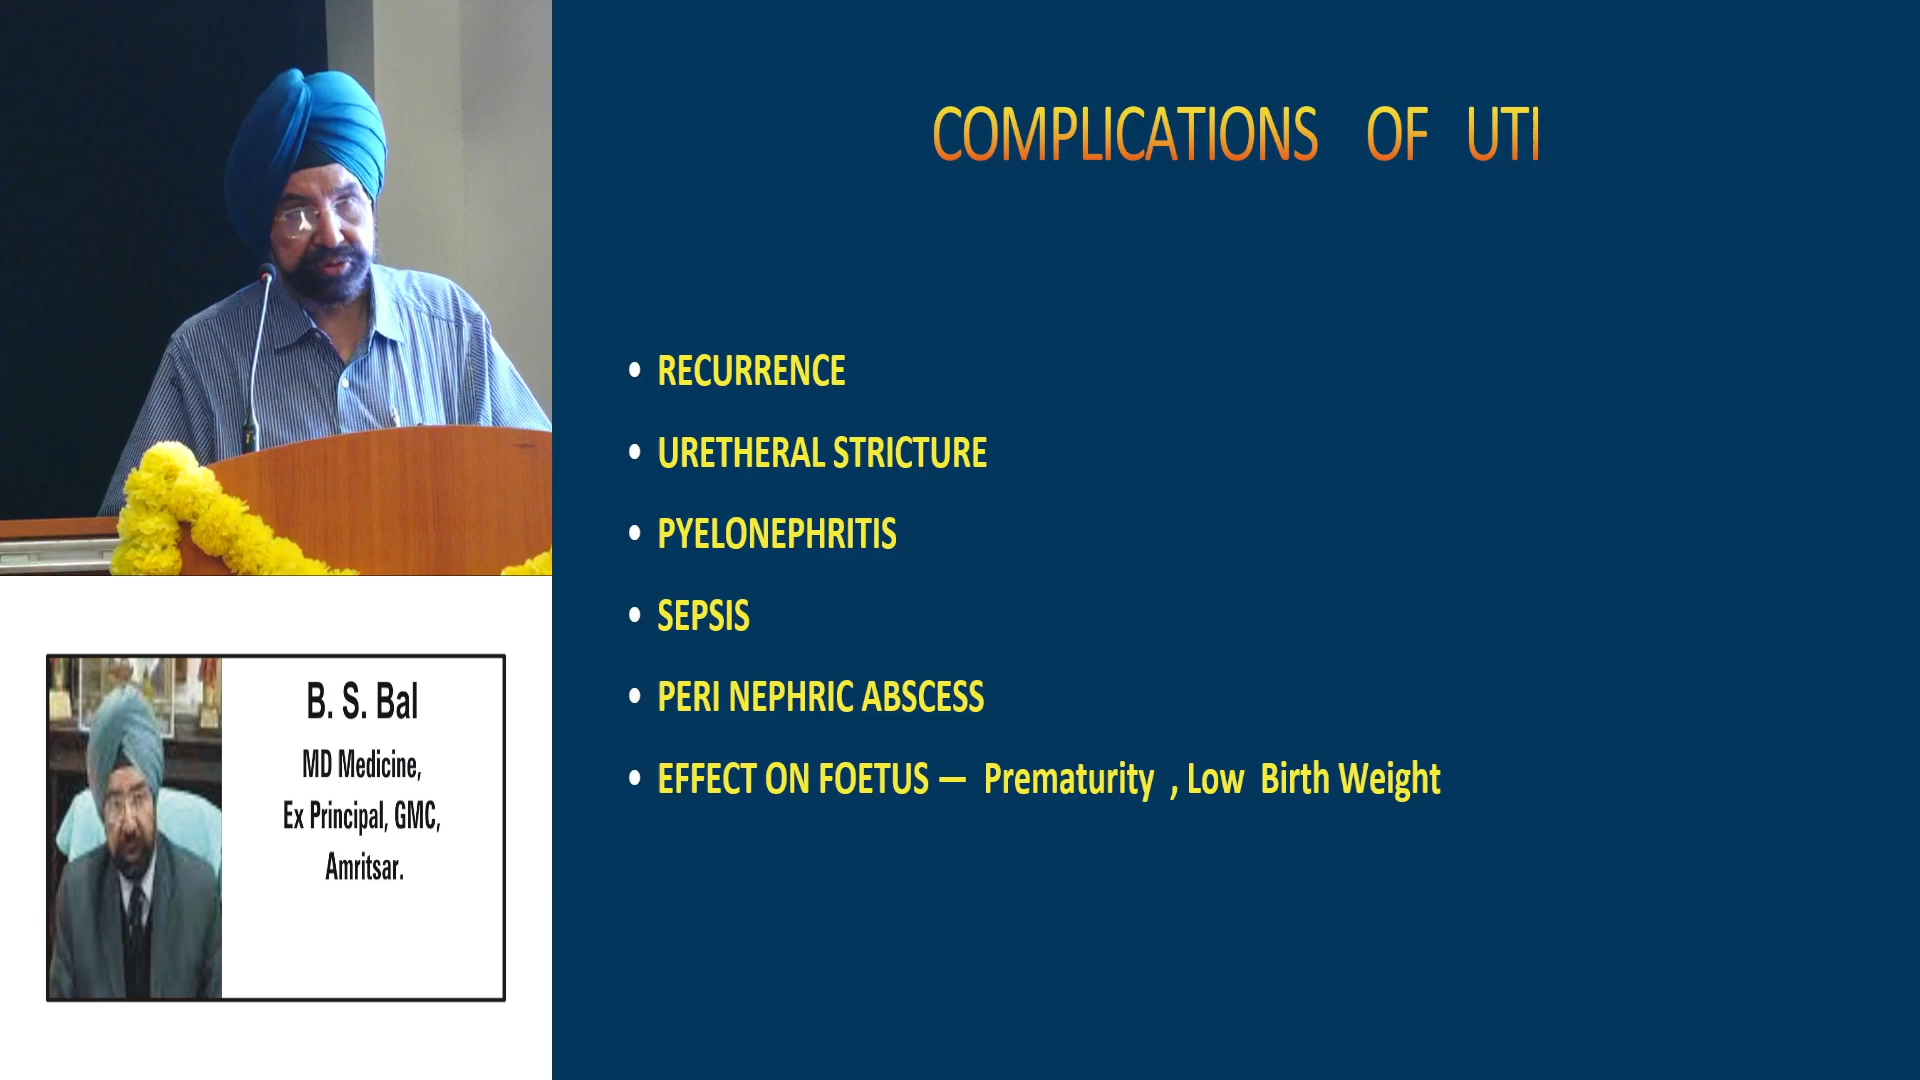 COMPLICATIONS OF UTI
• RECURRENCE
• URETHERAL STRICTURE
• PYELONEPHRITIS
• SEPSIS
• PERI NEPHRIC ABSCESS
• EFFECT ON FOETUS — Prematurity , Low Birth Weight
B. S. Bal
MD Medicine,
Ex Principal, GMC,
Amritsar.